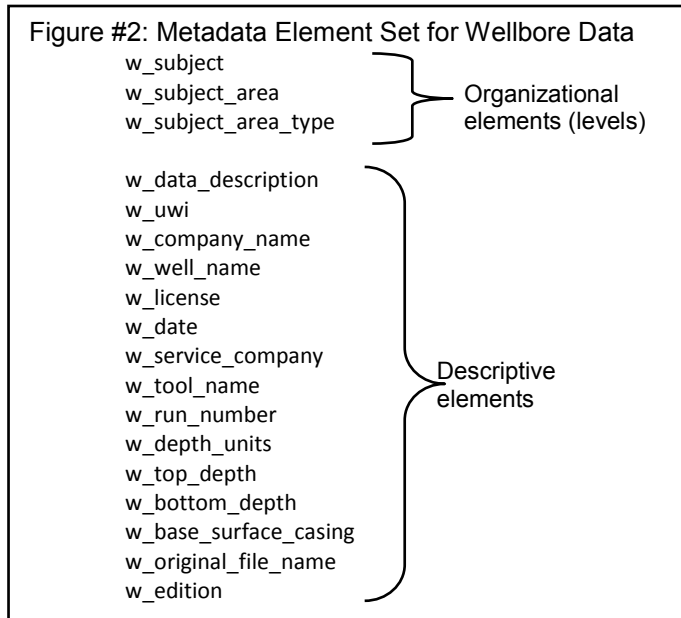 Figure #2: Metadata Element Set for Wellbore Data
w_subject
w_subject_area
w_subject_area_type
Organizational
elements (levels)
w_data_description
w_uwi
w_company_name
w_well_name
w_license
w_date
w_service_company
w_tool_name
w_run_number
w_depth_units
w_top_depth
w_bottom_depth
w_base_surface_casing
w_original_file_name
w_edition
Descriptive
elements